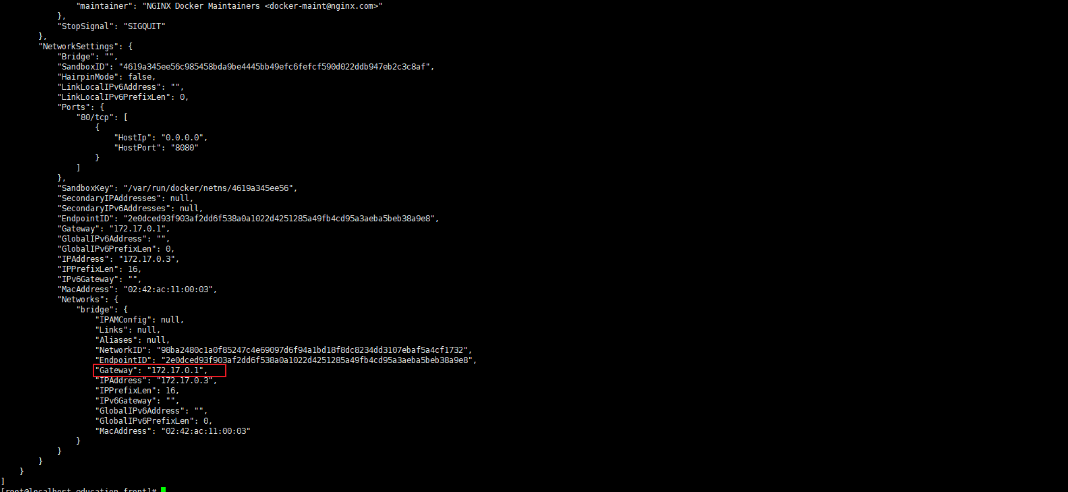 "maintainer": "NGINX Docker Maintainers <docker-maint@nginx.com>"
},
"StopSignal": "SIGQUIT"
},
"NetworkSettings": {
"Bridge": "",
"SandboxID": "4619a345ee56c985458bda9be4445bb49efc6fefcf590d022ddb947eb2c3c8af",
"HairpinMode": false,
"LinkLocalIPv6Address": "",
"LinkLocalIPv6PrefixLen": 0,
"Ports": {
"80/tcp": [
{
"HostIp": "0.0.0.0",
"HostPort": "8080"
}
]
},
"SandboxKey": "/var/run/docker/netns/4619a345ee56",
"SecondaryIPAddresses": null,
"SecondaryIPv6Addresses": null,
"EndpointID": "2e0dced93f903af2dd6f538a0a1022d4251285a49fb4cd95a3aeba5beb38a9e8",
"Gateway": "172.17.0.1",
"GlobalIPv6Address": "",
"GlobalIPv6PrefixLen": 0,
"IPAddress": "172.17.0.3",
"IPPrefixLen": 16,
"IPv6Gateway": "",
"MacAddress": "02:42:ac:11:00:03",
"Networks": {
"bridge": {
"IPAMConfig": null,
"Links": null,
"Aliases": null,
"NetworkID": "98ba2480c1a0f85247c4e69097d6f94a1bd18f8dc8234dd3107ebaf5a4cf1732",
"EndpointID": "2e0dced93f903af2dd6f538a0a1022d4251285a49fb4cd95a3aeba5beb38a9e8",
"Gateway": "172.17.0.1",
"IPAddress": "172.17.0.3",
"IPPrefixLen": 16,
"IPv6Gateway": "",
"GlobalIPv6Address": "",
"GlobalIPv6PrefixLen": 0,
"MacAddress": "02:42:ac:11:00:03"
}
}
}
}
]
[root@localhost education_front]#